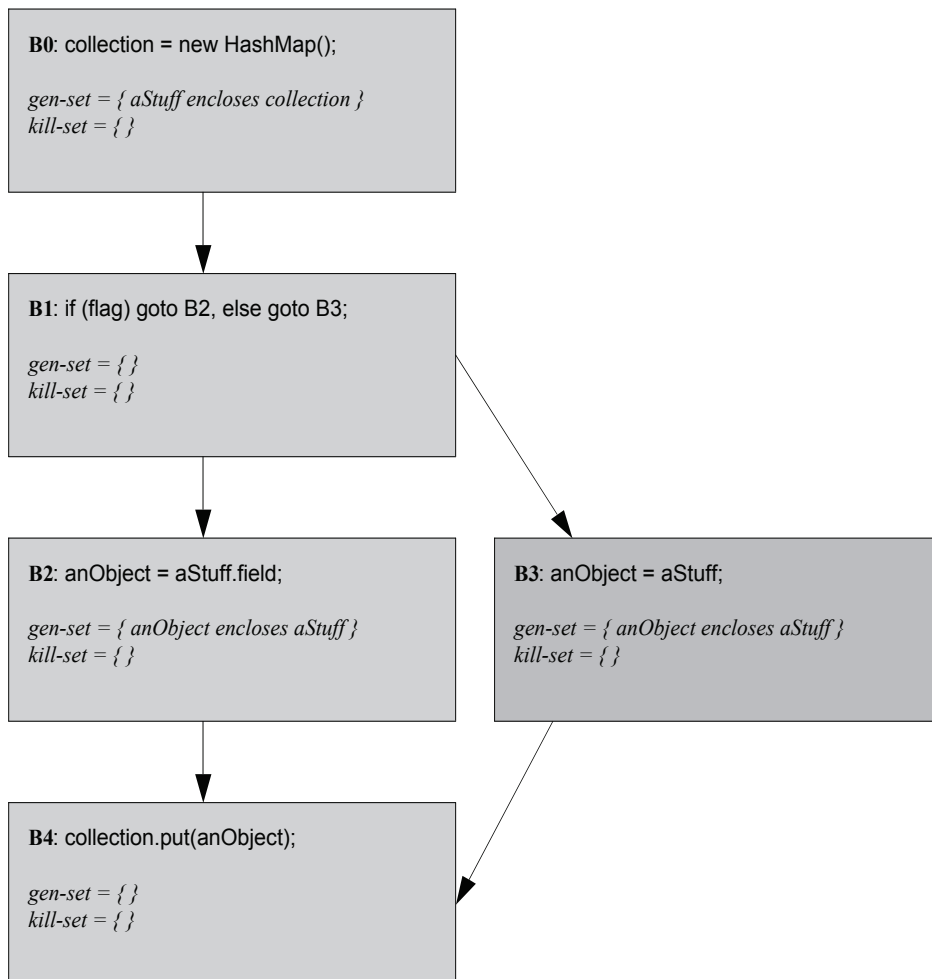 B0: collection = new HashMap();
gen-set = { aStuff encloses collection }
kill-set = { }
B1: if (flag) goto B2, else goto B3;
gen-set = { }
kill-set = { }
B2: anObject = aStuff.field;
gen-set = { anObject encloses aStuff }
kill-set = { }
B3: anObject = aStuff;
gen-set = { anObject encloses aStuff }
kill-set = { }
B4: collection.put(anObject);
gen-set = { }
kill-set = { }